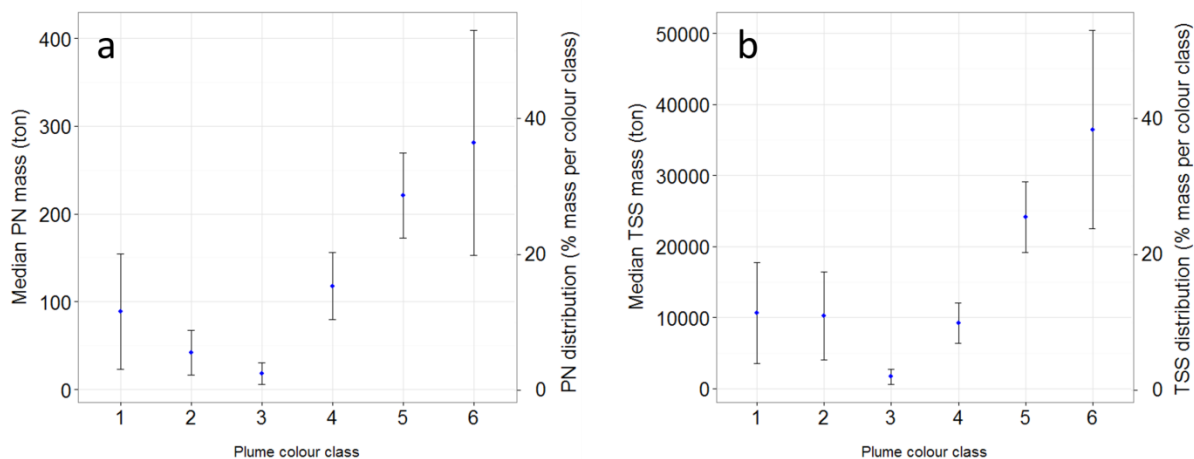 a
Median PN mass (ton)
400
300
200
100
0
40
20
0
PN distribution (% mass per colour class)
1 2 3 4 5 6
Plume colour class
b
Median TSS mass (ton)
50000
40000
30000
20000
10000
0
40
20
0
TSS distribution (% mass per colour class)
1 2 3 4 5 6
Plume colour class